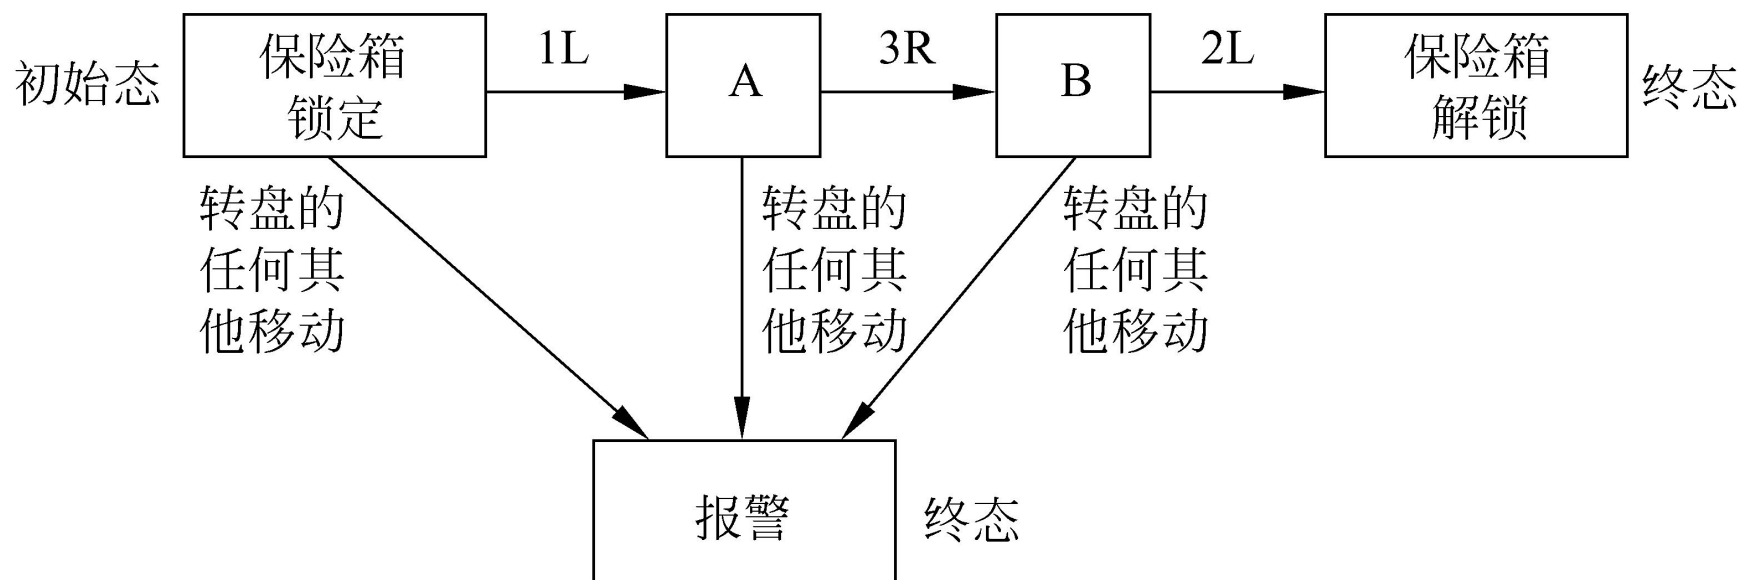 初始态
保险箱
锁定
1L
A
3R
B
2L
保险箱
解锁
终态
转盘的
任何其
他移动
转盘的
任何其
他移动
转盘的
任何其
他移动
报警
终态